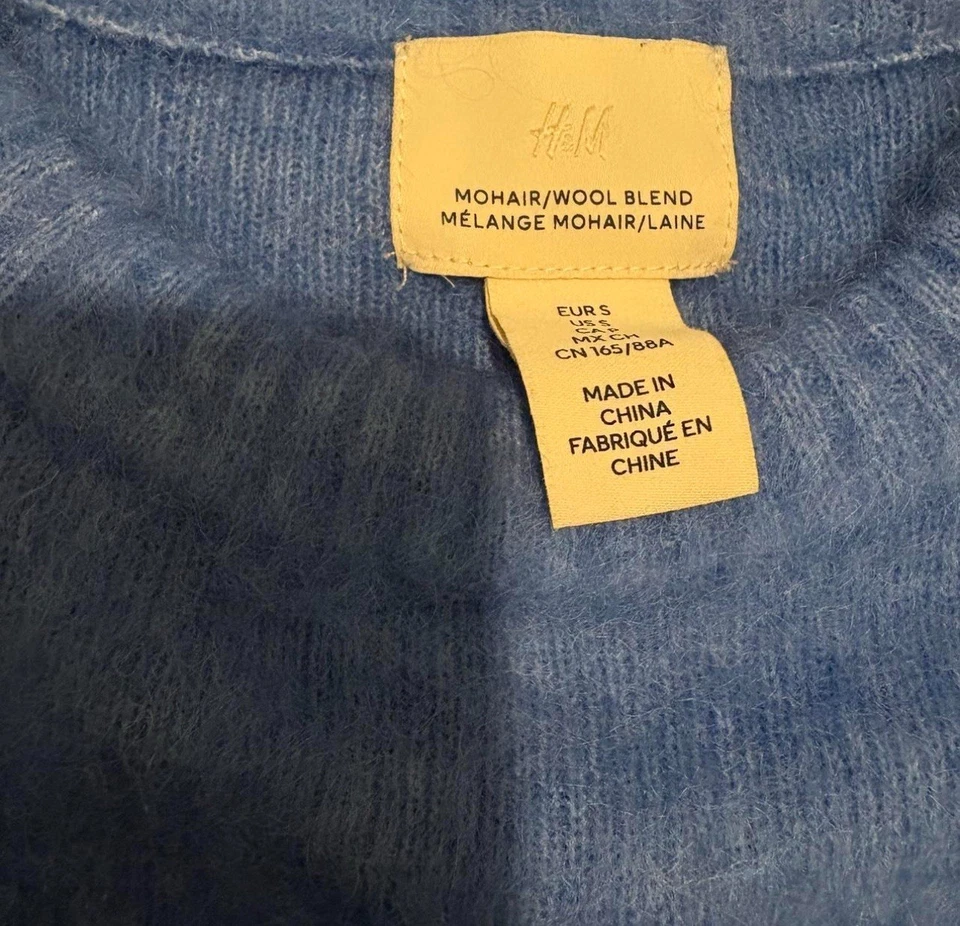 H&M
MOHAIR/WOOL BLEND
MÉLANGE MOHAIR/LAINE
EUR S
US S
CA P
MX CH
CN 165/88A
MADE IN
CHINA
FABRIQUÉ EN
CHINE